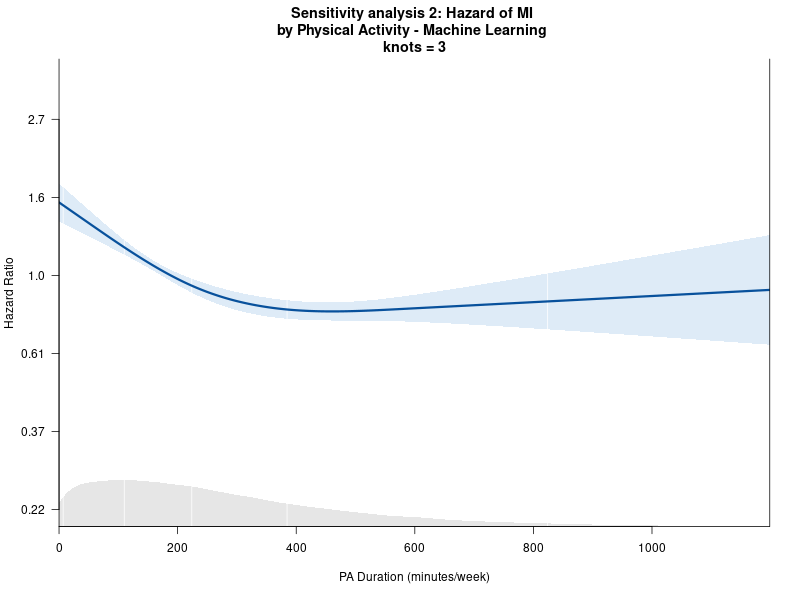 Sensitivity analysis 2: Hazard of MI
by Physical Activity - Machine Learning
knots = 3
2.7
1.6
1.0
0.61
0.37
0.22
Hazard Ratio
0 200 400 600 800 1000
PA Duration (minutes/week)